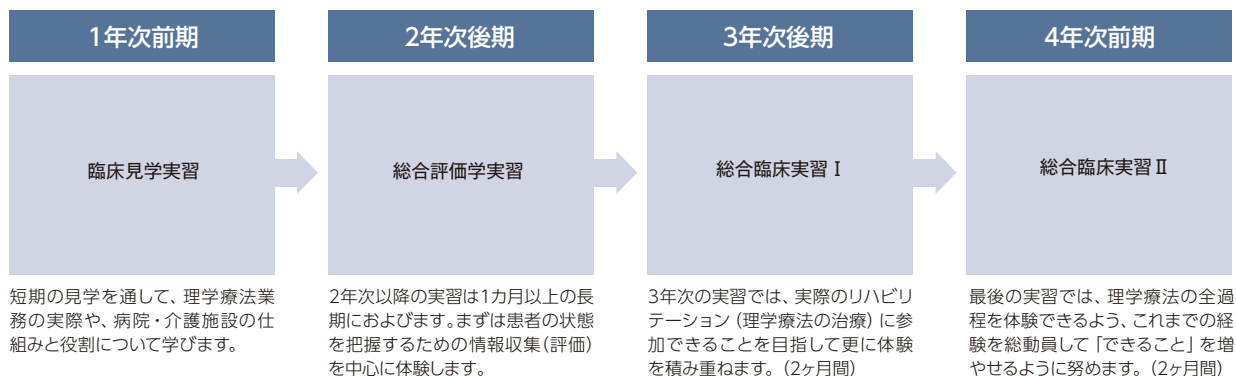 1年次前期
臨床見学実習
短期の見学を通して、理学療法業
務の実際や、病院・介護施設の仕
組みと役割について学びます。
2年次後期
総合評価学実習
2年次以降の実習は1カ月以上の長
期におよびます。まずは患者の状態
を把握するための情報収集(評価)
を中心に体験します。
3年次後期
総合臨床実習Ⅰ
3年次の実習では、実際のリハビリ
テーション(理学療法の治療)に参
加できることを目指して更に体験
を積み重ねます。(2ヶ月間)
4年次前期
総合臨床実習Ⅱ
最後の実習では、理学療法の全過
程を体験できるよう、これまでの経
験を総動員して「できること」を増
やせるように努めます。(2ヶ月間)